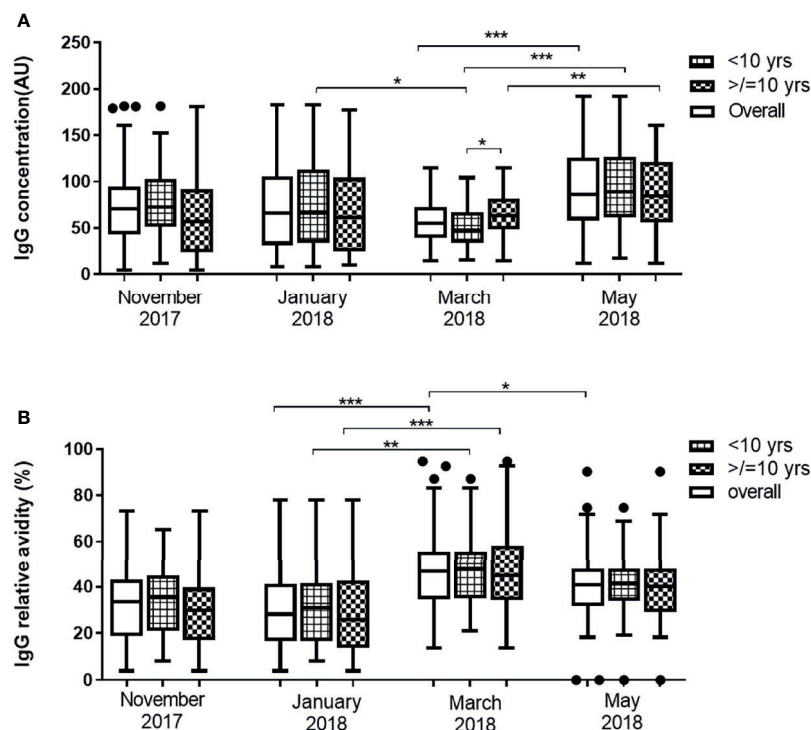 A
IgG concentration(AU)
250
200
150
100
50
0
***
***
*
**
*
<10 yrs
>/=10 yrs
Overall
November
2017
January
2018
March
2018
May
2018
B
IgG relative avidity (%)
100
80
60
40
20
0
*
***
***
**
<10 yrs
>/=10 yrs
overall
November
2017
January
2018
March
2018
May
2018